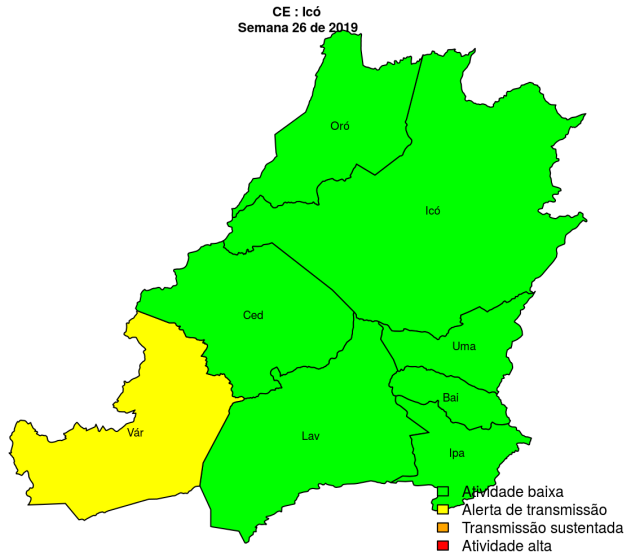 CE : Icó
Semana 26 de 2019
Oró
Icó
Ced
Uma
Bai
Vár
Lav
Ipa
Atividade baixa
Alerta de transmissão
Transmissão sustentada
Atividade alta